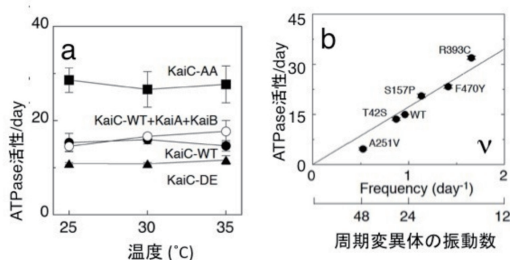 a
ATPase活性/day
40
20
0
KaiC-AA
KaiC-WT+KaiA+KaiB
KaiC-WT
KaiC-DE
25
30
35
温度 (°C)
b
ATPase活性/day
45
30
15
0
R393C
S157P
F470Y
T42S
WT
A251V
ν
0
1
2
Frequency (day-1)
48
24
12
周期変異体の振動数